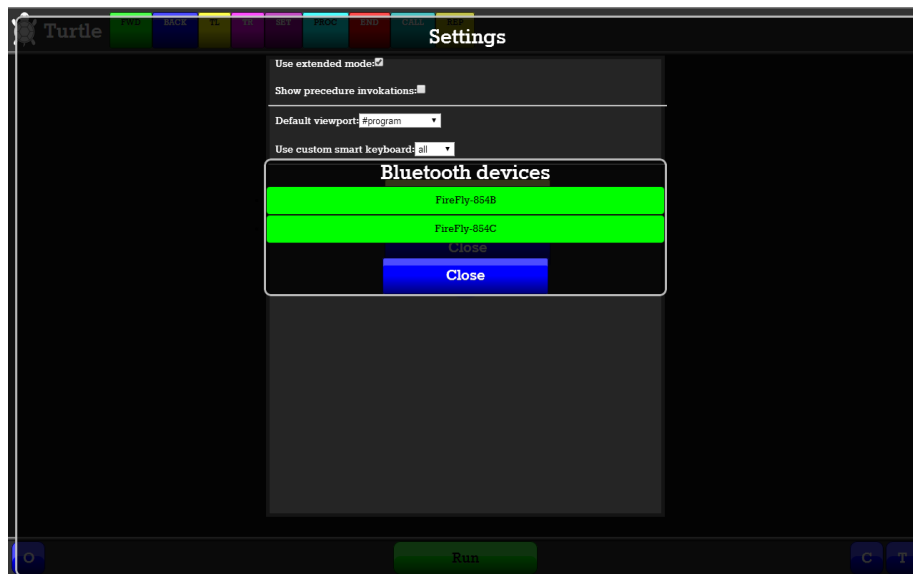 Turtle
FWD BACK TL TR SET PROC END CALL REP
Settings
Use extended mode:
Show precedure invokations:
Default viewport: #program
Use custom smart keyboard: all
Bluetooth devices
FireFly-854B
FireFly-854C
Close
Close
O Run C T